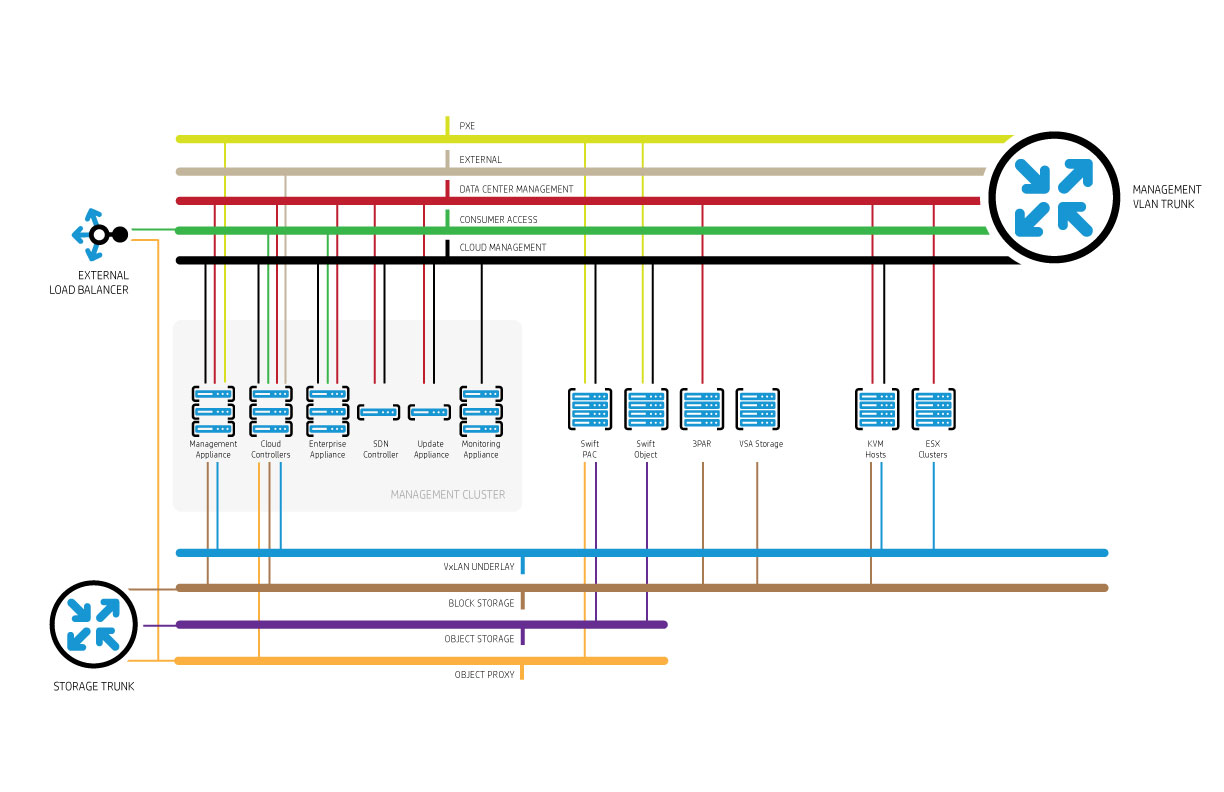 PXE
EXTERNAL
DATA CENTER MANAGEMENT
CONSUMER ACCESS
CLOUD MANAGEMENT
MANAGEMENT
VLAN TRUNK
EXTERNAL
LOAD BALANCER
Management
Appliance
Cloud
Controllers
Enterprise
Appliance
SDN
Controller
Update
Appliance
Monitoring
Appliance
Swift
PAC
Swift
Object
3PAR
VSA Storage
KVM
Hosts
ESX
Clusters
MANAGEMENT CLUSTER
VxLAN UNDERLAY
BLOCK STORAGE
OBJECT STORAGE
OBJECT PROXY
STORAGE TRUNK